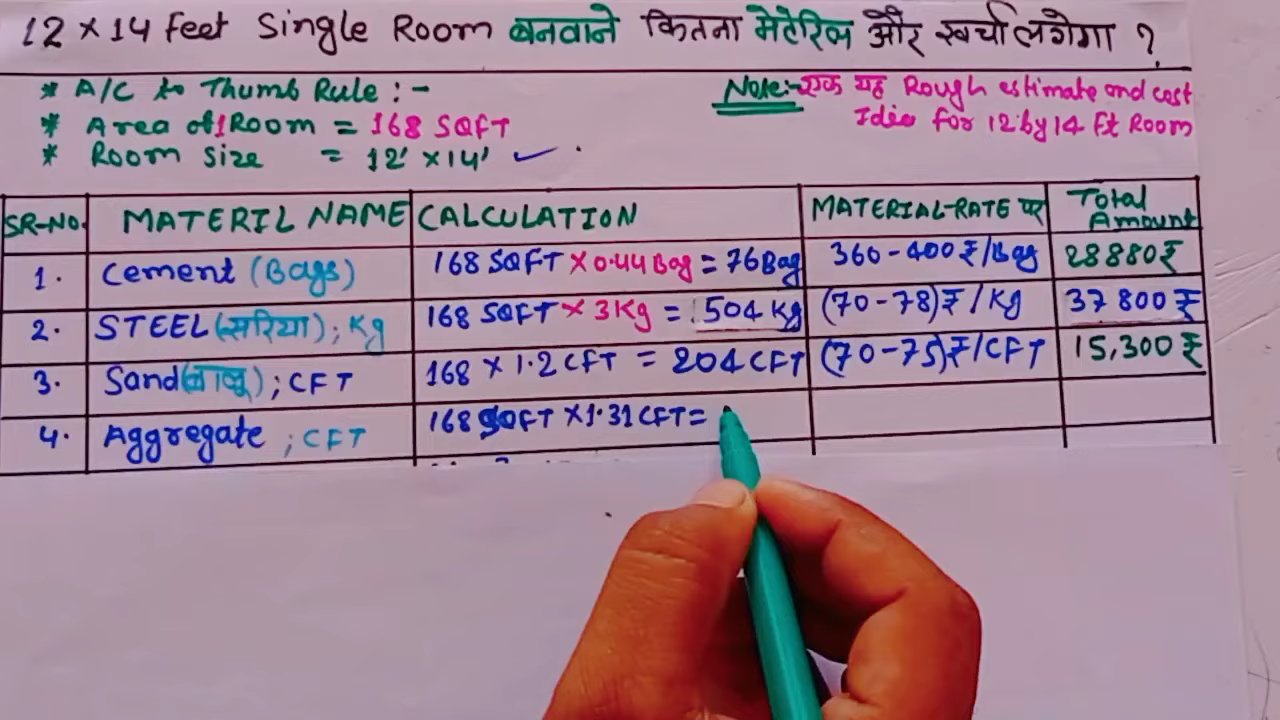 12 × 14 Feet Single Room बनवाने कितना मेटेरिल और खर्चा लगेगा ?
* A/C to Thumb Rule : -
* Area of 1 Room = 168 SQFT
* Room Size = 12' × 14' ✓
Note:- एक यह Rough estimate and cost
Idea for 12 by 14 Ft Room
SR-NO. MATERIL NAME CALCULATION MATERIAL-RATE पर Total Amount
1. Cement (Bags) 168 SQFT × 0.44 Bag = 76 Bag 360-400 ₹/Bag 28880 ₹
2. STEEL (सरिया) ; Kg 168 SQFT × 3 Kg = 504 Kg (70-78) ₹ / Kg 37800 ₹
3. Sand (बालू) ; CFT 168 × 1.2 CFT = 204 CFT (70-75) ₹/CFT 15,300 ₹
4. Aggregate ; CFT 168 SQFT × 1.31 CFT =